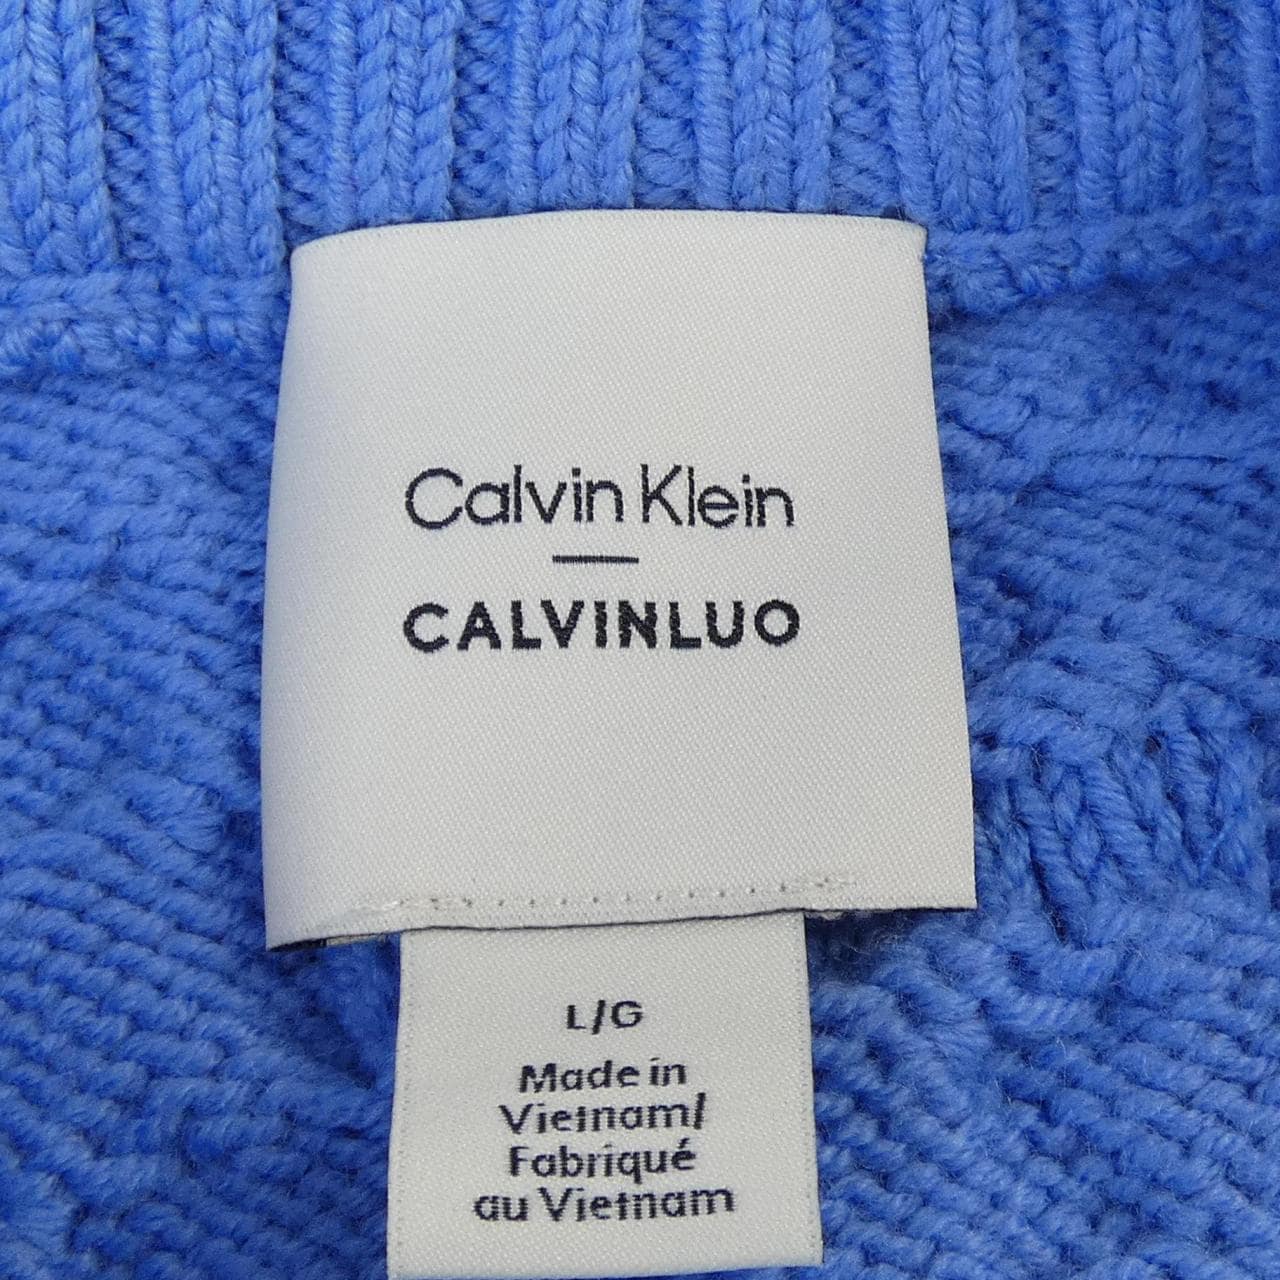 Calvin Klein
CALVINLUO
L/G
Made in
Vietnam/
Fabriqué
au Vietnam